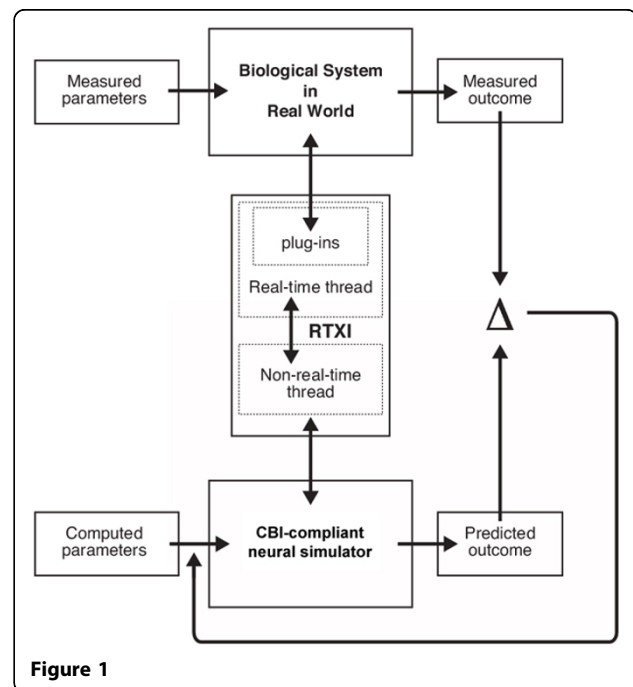 Measured
parameters
Biological System
in
Real World
Measured
outcome
plug-ins
Real-time thread
RTXI
Non-real-time
thread
Δ
Computed
parameters
CBI-compliant
neural simulator
Predicted
outcome
Figure 1